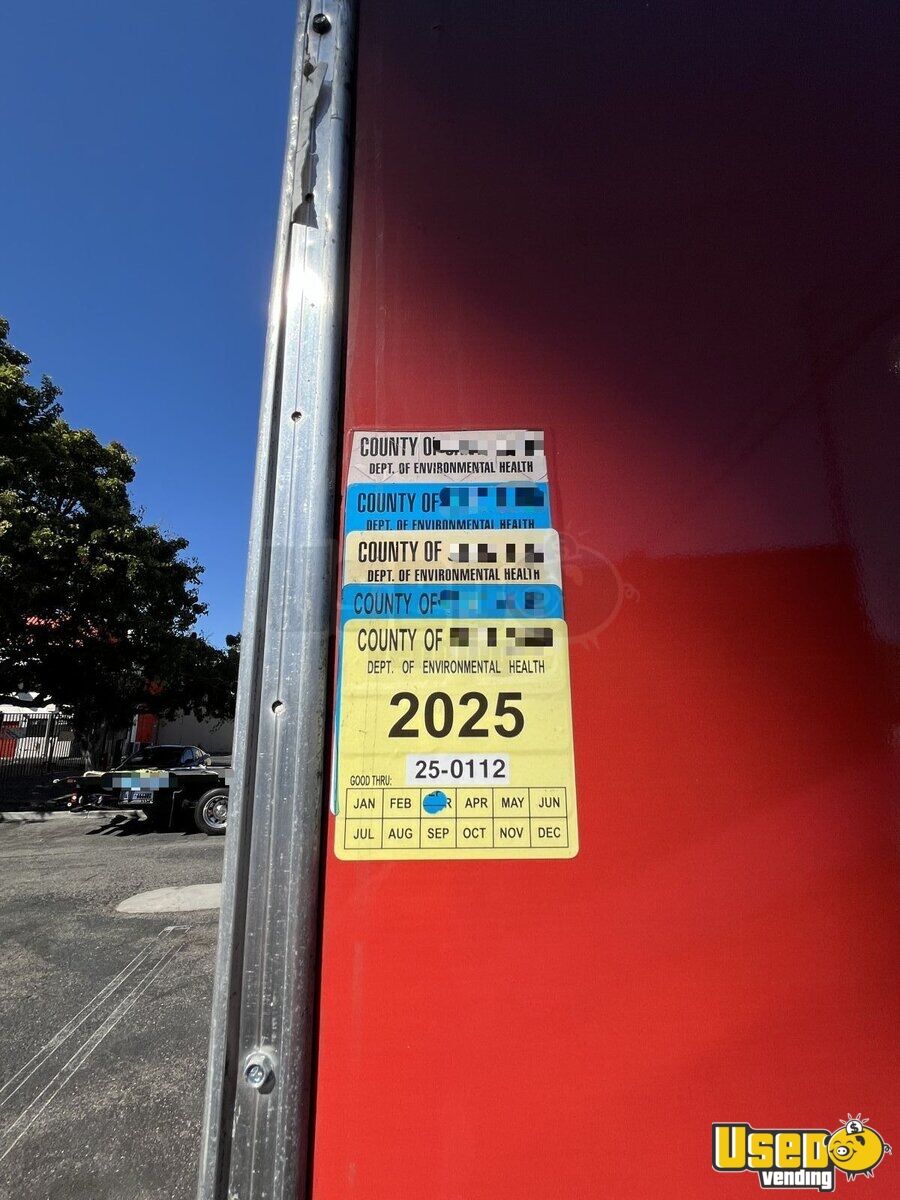 COUNTY OF
DEPT. OF ENVIRONMENTAL HEALTH
COUNTY OF
DEPT. OF ENVIRONMENTAL HEALTH
COUNTY OF
DEPT. OF ENVIRONMENTAL HEALTH
COUNTY OF
COUNTY OF
DEPT. OF ENVIRONMENTAL HEALTH
2025
25-0112
GOOD THRU:
JAN FEB APR MAY JUN
JUL AUG SEP OCT NOV DEC
USED
vending